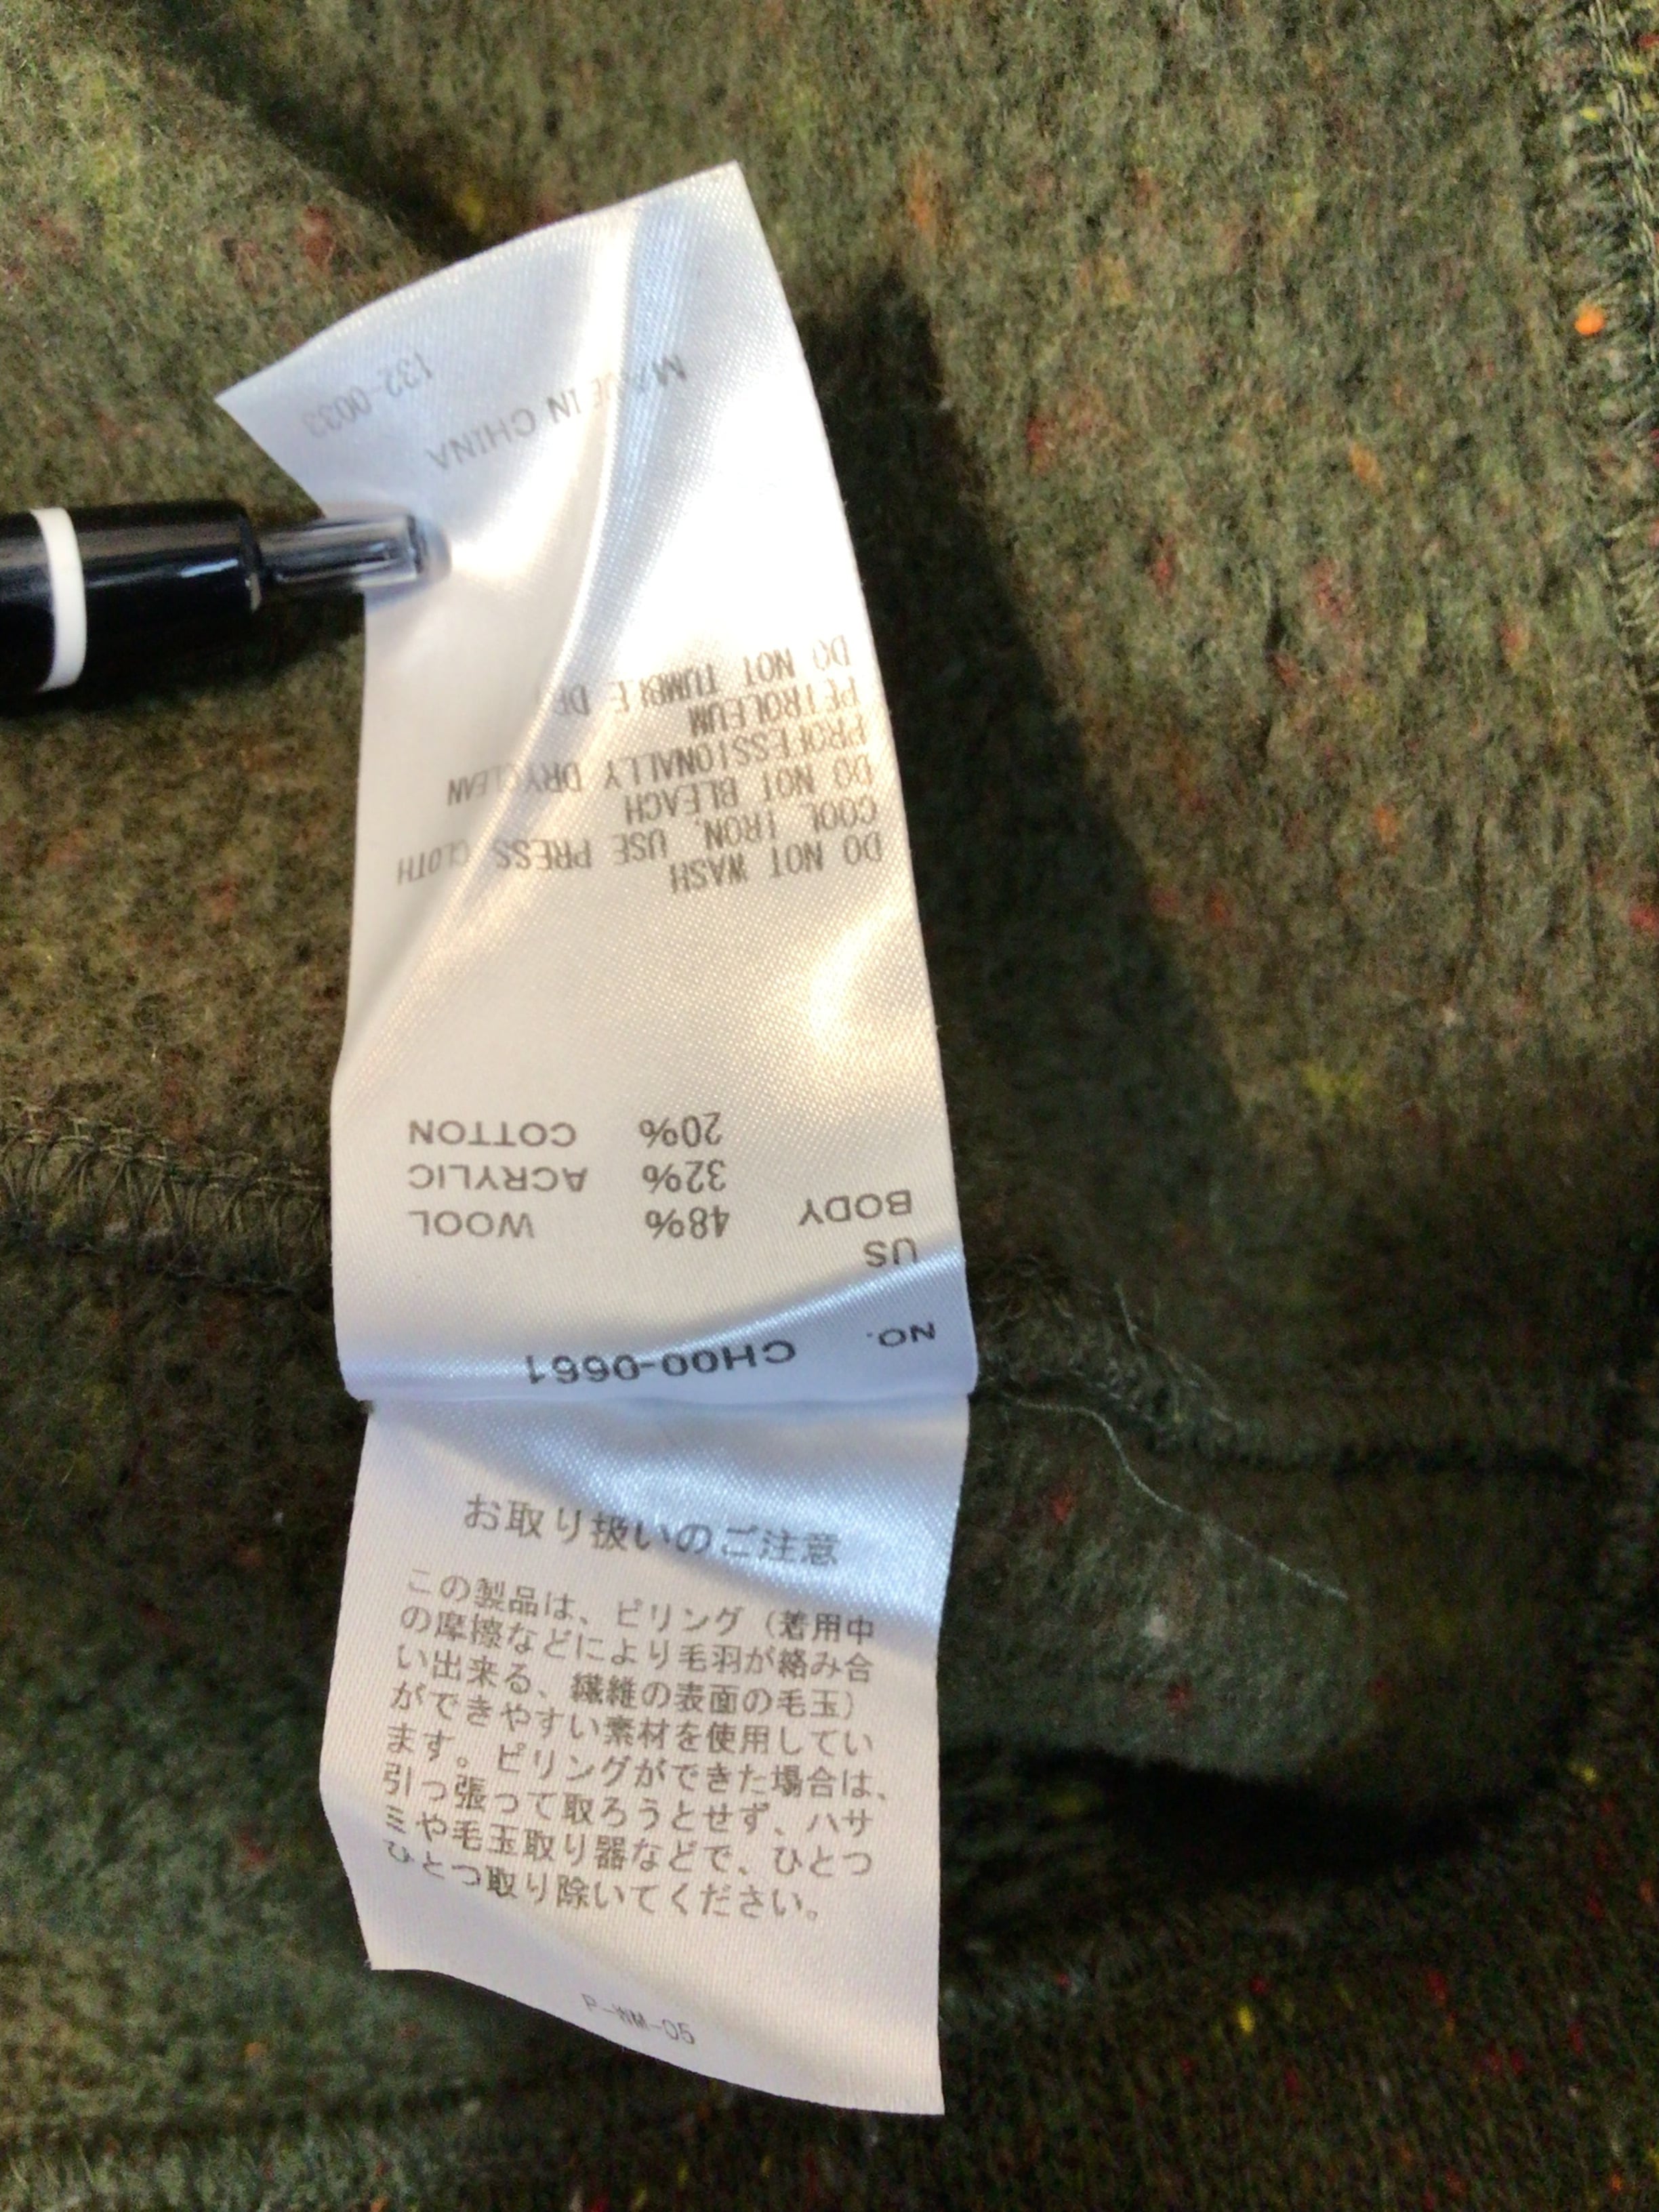 NO. CH00-0661
US
BODY 48% WOOL
32% ACRYLIC
20% COTTON
DO NOT WASH
COOL IRON, USE PRESS CLOTH
DO NOT BLEACH
PROFESSIONALLY DRY CLEAN
PETROLEUM
DO NOT TUMBLE DRY
MADE IN CHINA
132-0033
お取り扱いのご注意
この製品は、ピリング（着用中
の摩擦などにより毛羽が絡み合
い出来る、繊維の表面の毛玉）
ができやすい素材を使用してい
ます。ピリングができた場合は、
引っ張って取ろうとせず、ハサ
ミや毛玉取り器などで、ひとつ
ひとつ取り除いてください。
P-WM-05